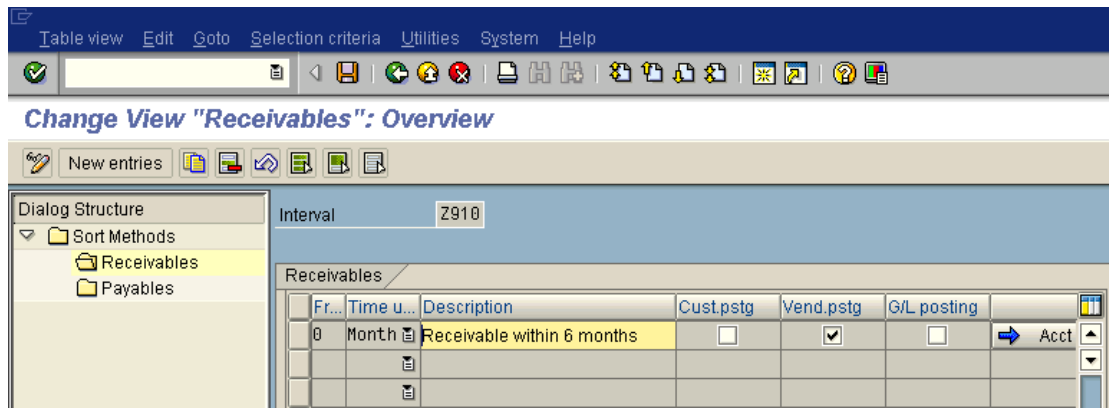 Table view Edit Goto Selection criteria Utilities System Help
Change View "Receivables": Overview
New entries
Dialog Structure
Sort Methods
Receivables
Payables
Interval Z910
Receivables
Fr... Time u... Description Cust.pstg Vend.pstg G/L posting
0 Month Receivable within 6 months Acct